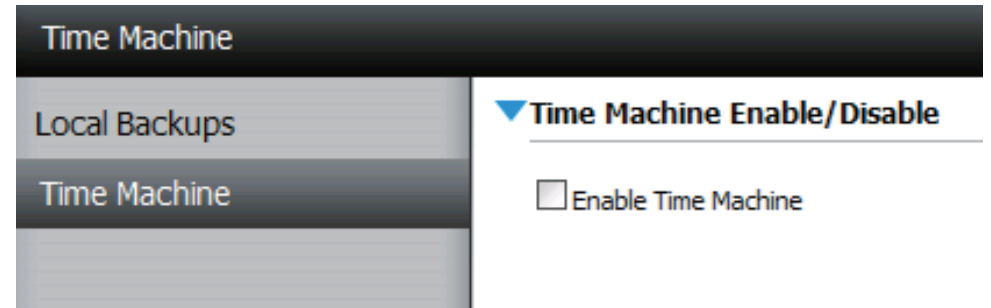 Time Machine
Local Backups
Time Machine
Time Machine Enable/Disable
Enable Time Machine